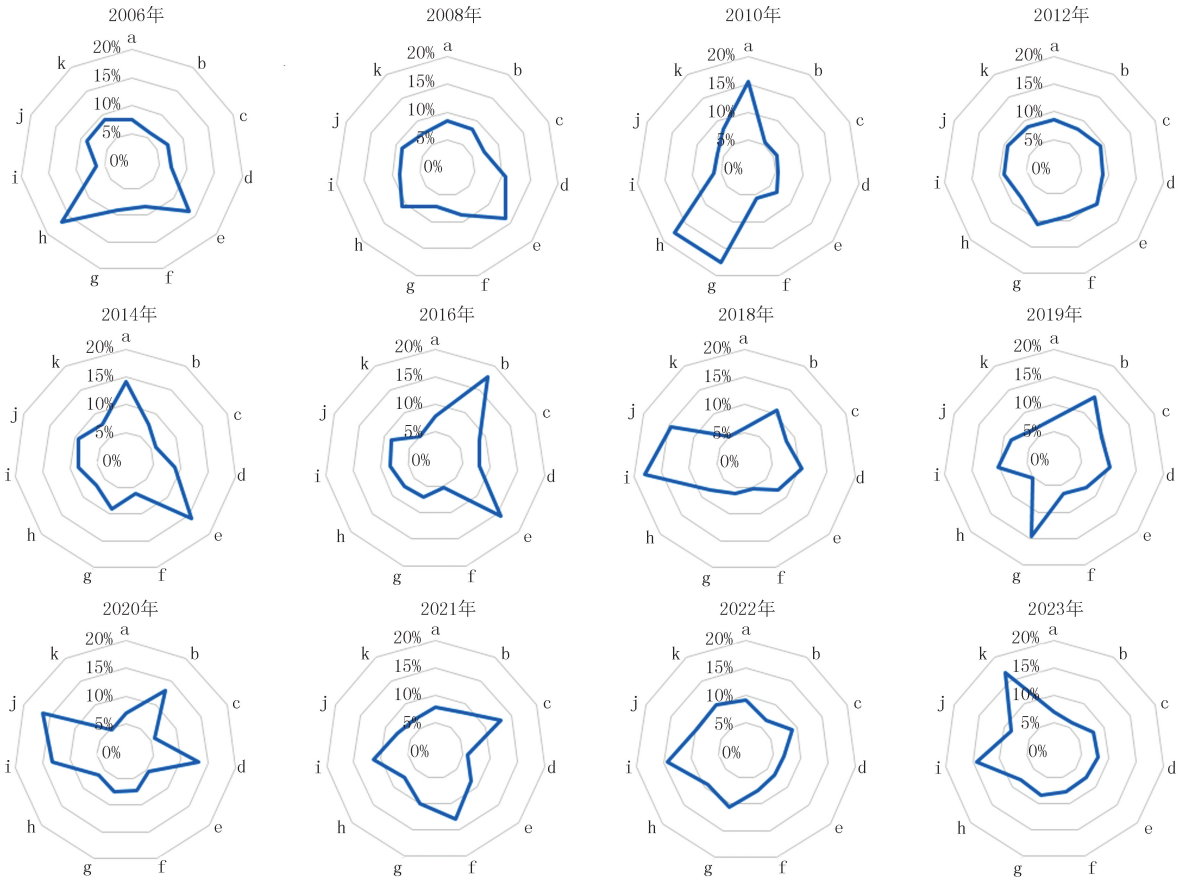 2006年 2008年 2010年 2012年
a
20%
k b
15%
j 10% c
5%
0%
i d
h e
g f
a
20%
k b
15%
j 10% c
5%
0%
i d
h e
g f
a
20%
k b
15%
j 10% c
5%
0%
i d
h e
g f
a
20%
k b
15%
j 10% c
5%
0%
i d
h e
g f
2014年 2016年 2018年 2019年
a
20%
k b
15%
j 10% c
5%
0%
i d
h e
g f
a
20%
k b
15%
j 10% c
5%
0%
i d
h e
g f
a
20%
k b
15%
j 10% c
5%
0%
i d
h e
g f
a
20%
k b
15%
j 10% c
5%
0%
i d
h e
g f
2020年 2021年 2022年 2023年
a
20%
k b
15%
j 10% c
5%
0%
i d
h e
g f
a
20%
k b
15%
j 10% c
5%
0%
i d
h e
g f
a
20%
k b
15%
j 10% c
5%
0%
i d
h e
g f
a
20%
k b
15%
j 10% c
5%
0%
i d
h e
g f